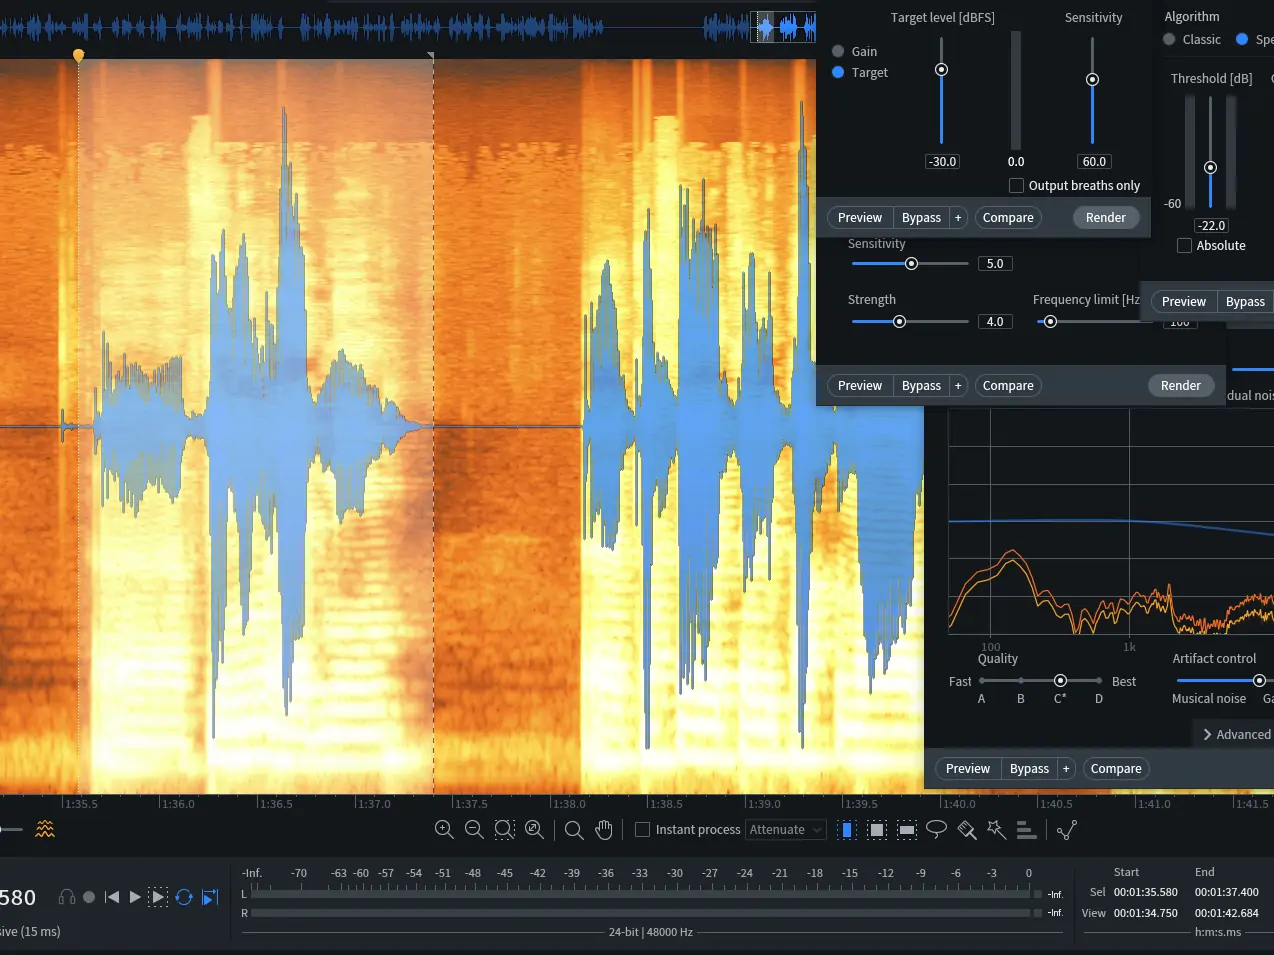 Target level [dBFS]
Sensitivity
Gain
Target
-30.0
0.0
60.0
Output breaths only
Preview
Bypass
+
Compare
Render
Algorithm
Classic
Spe
Threshold [dB]
-60
-22.0
Absolute
Preview
Bypass
Sensitivity
5.0
Strength
4.0
Frequency limit [Hz
100
Preview
Bypass
+
Compare
Render
dual nois
100
1k
Quality
Fast
Best
A
B
C*
D
Artifact control
Musical noise
Ga
Advanced
Preview
Bypass
+
Compare
1:35.5
1:36.0
1:36.5
1:37.0
1:37.5
1:38.0
1:38.5
1:39.0
1:39.5
1:40.0
1:40.5
1:41.0
1:41.5
Instant process
Attenuate
580
sive (15 ms)
-Inf. -70 -63 -60 -57 -54 -51 -48 -45 -42 -39 -36 -33 -30 -27 -24 -21 -18 -15 -12 -9 -6 -3 0
L
-Inf.
R
-Inf.
24-bit | 48000 Hz
Start End
Sel 00:01:35.580 00:01:37.400
View 00:01:34.750 00:01:42.684
h:m:s.ms